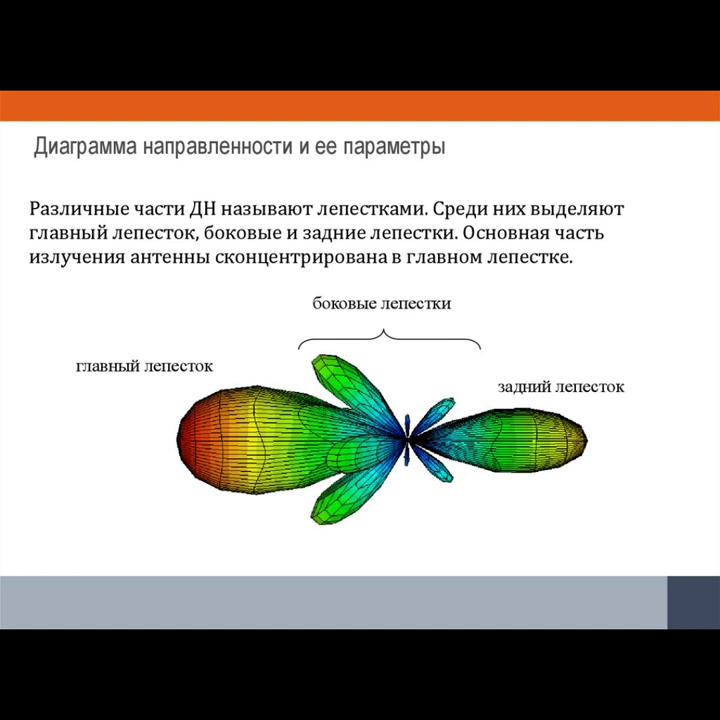 Диаграмма направленности и ее параметры
Различные части ДН называют лепестками. Среди них выделяют
главный лепесток, боковые и задние лепестки. Основная часть
излучения антенны сконцентрирована в главном лепестке.
боковые лепестки
главный лепесток
задний лепесток